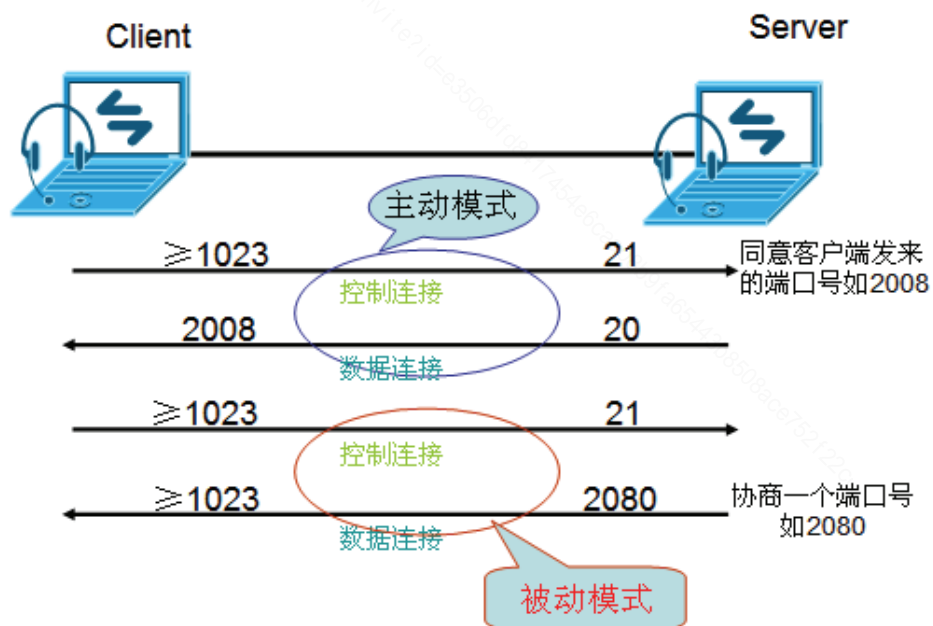 Client
Server
主动模式
≥1023
21
同意客户端发来
的端口号如2008
控制连接
2008
20
数据连接
≥1023
21
控制连接
≥1023
2080
协商一个端口号
如2080
数据连接
被动模式